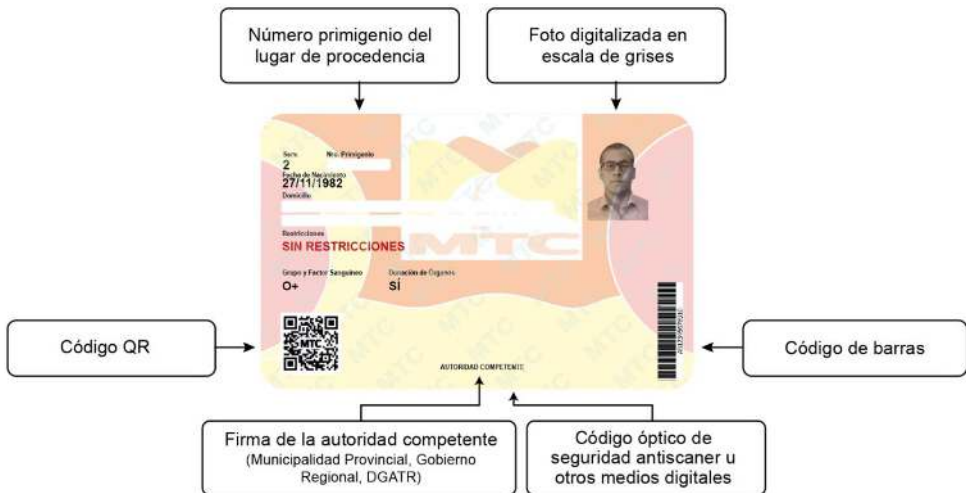 Número primigenio del
lugar de procedencia
Foto digitalizada en
escala de grises
Serie Nro. Primigenio
2
Fecha de Nacimiento
27/11/1982
Domicilio
Restricciones
SIN RESTRICCIONES
MTC
Grupo y Factor Sanguíneo Donación de Órganos
O+ SÍ
MTC
AUTORIDAD COMPETENTE
Código QR
Código de barras
Firma de la autoridad competente
(Municipalidad Provincial, Gobierno
Regional, DGATR)
Código óptico de
seguridad antiscaner u
otros medios digitales